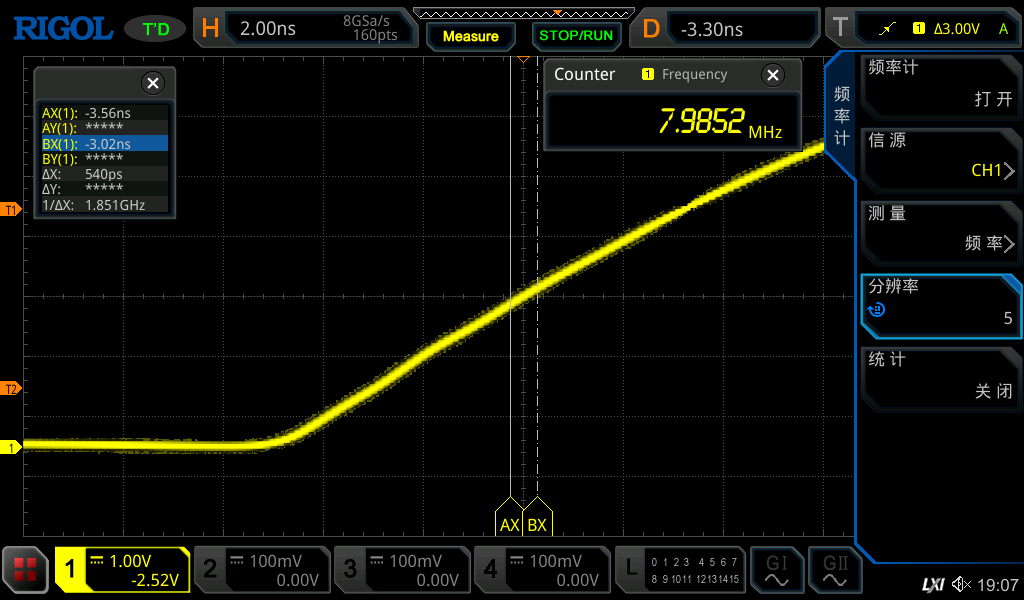 RIGOL
T'D
H
2.00ns
8GSa/s
160pts
Measure
STOP/RUN
D
-3.30ns
T
1
Δ3.00V
A
AX(1): -3.56ns
AY(1): *****
BX(1): -3.02ns
BY(1): *****
ΔX: 540ps
ΔY: *****
1/ΔX: 1.851GHz
Counter
1
Frequency
7.9852 MHz
频率计
频率计
打开
信源
CH1
测量
频率
分辨率
5
统计
关闭
T1
T2
1
AX
BX
1
1.00V
-2.52V
2
100mV
0.00V
3
100mV
0.00V
4
100mV
0.00V
L
0 1 2 3 4 5 6 7
8 9 10 11 12 13 14 15
GI
GII
LXI
19:07